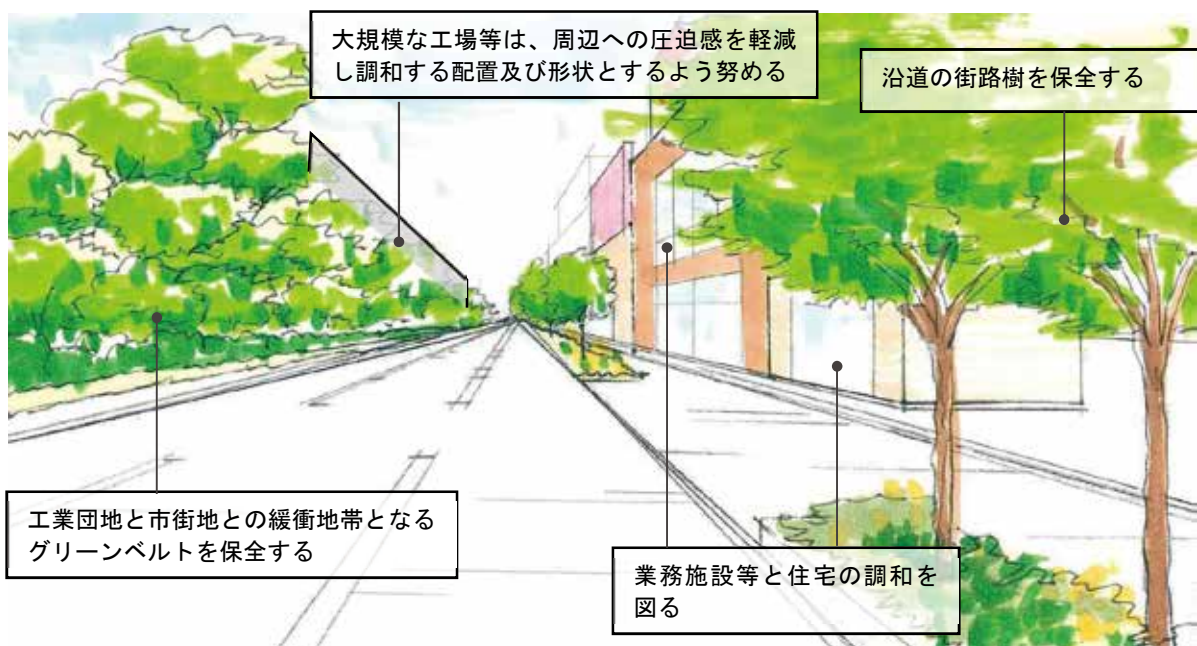 大規模な工場等は、周辺への圧迫感を軽減
し調和する配置及び形状とするよう努める
沿道の街路樹を保全する
工業団地と市街地との緩衝地帯となる
グリーンベルトを保全する
業務施設等と住宅の調和を
図る